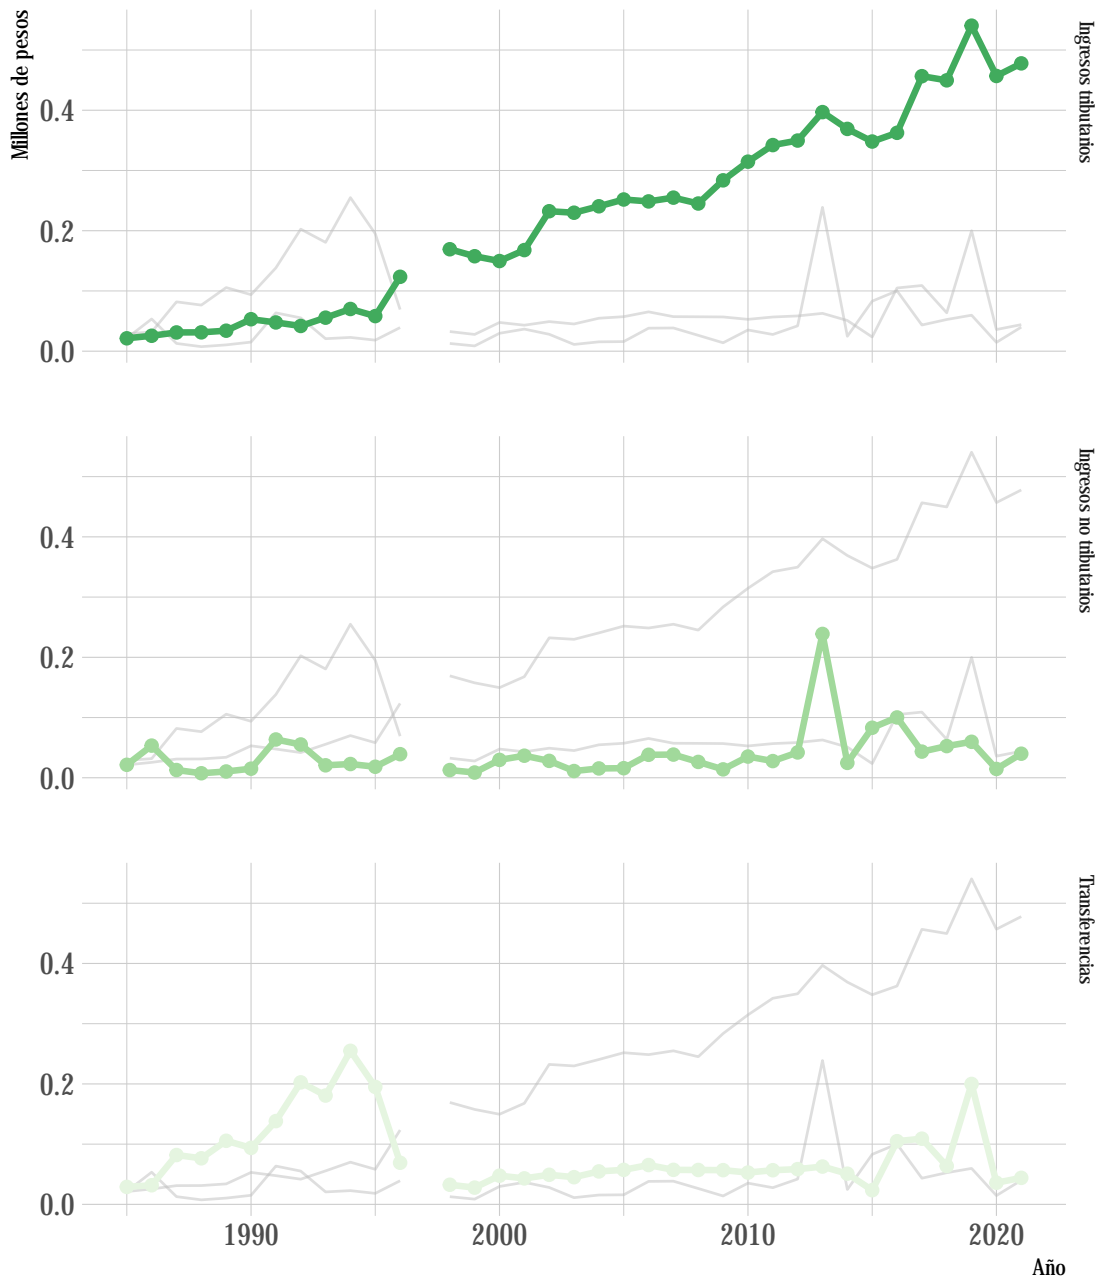 Millones de pesos
Ingresos tributarios
0.4
0.2
0.0
Ingresos no tributarios
0.4
0.2
0.0
Transferencias
0.4
0.2
0.0
1990 2000 2010 2020
Año